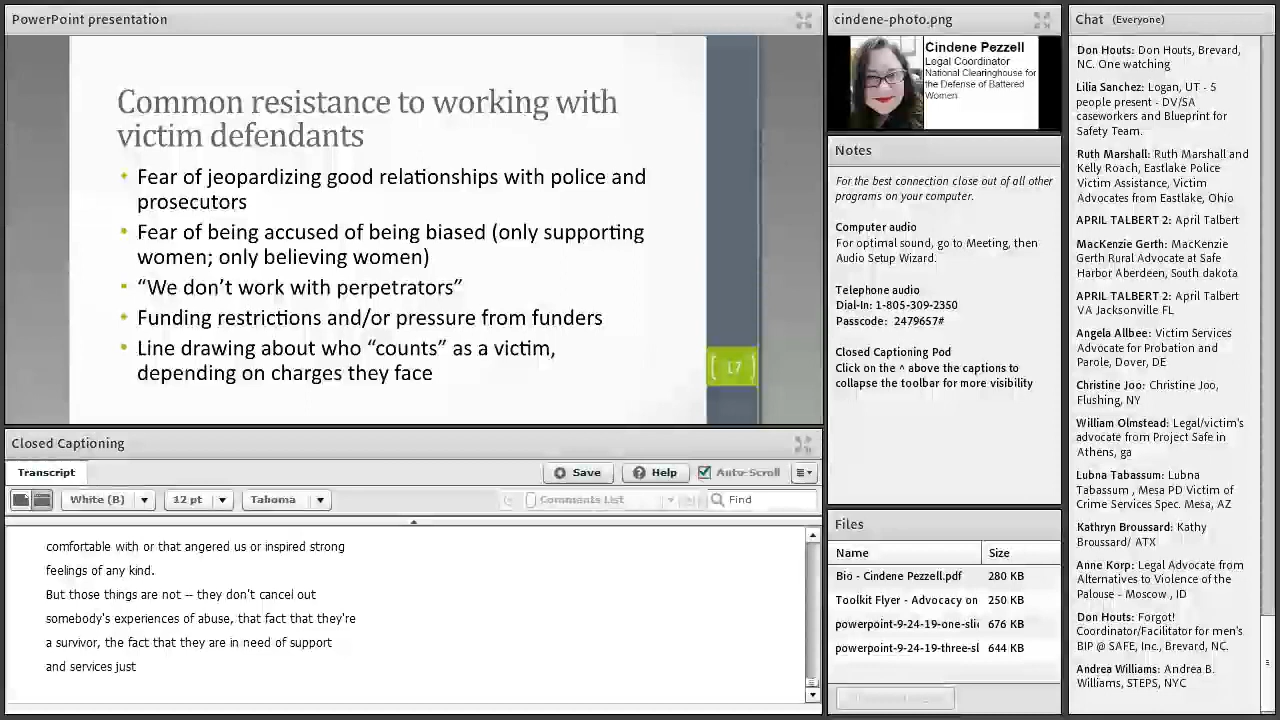 PowerPoint presentation
Common resistance to working with
victim defendants
• Fear of jeopardizing good relationships with police and
prosecutors
• Fear of being accused of being biased (only supporting
women; only believing women)
• “We don’t work with perpetrators”
• Funding restrictions and/or pressure from funders
• Line drawing about who “counts” as a victim,
depending on charges they face
17
Closed Captioning
Transcript
Save
Help
Auto-Scroll
White (B)
12 pt
Tahoma
Comments List
Find
comfortable with or that angered us or inspired strong
feelings of any kind.
But those things are not -- they don't cancel out
somebody's experiences of abuse, that fact that they're
a survivor, the fact that they are in need of support
and services just
cindene-photo.png
Cindene Pezzell
Legal Coordinator
National Clearinghouse for
the Defense of Battered
Women
Notes
For the best connection close out of all other
programs on your computer.
Computer audio
For optimal sound, go to Meeting, then
Audio Setup Wizard.
Telephone audio
Dial-In: 1-805-309-2350
Passcode: 2479657#
Closed Captioning Pod
Click on the ^ above the captions to
collapse the toolbar for more visibility
Files
Name Size
Bio - Cindene Pezzell.pdf 280 KB
Toolkit Flyer - Advocacy on 250 KB
powerpoint-9-24-19-one-sli 676 KB
powerpoint-9-24-19-three-sl 644 KB
Chat (Everyone)
Don Houts: Don Houts, Brevard,
NC. One watching
Lilia Sanchez: Logan, UT - 5
people present - DV/SA
caseworkers and Blueprint for
Safety Team.
Ruth Marshall: Ruth Marshall and
Kelly Roach, Eastlake Police
Victim Assistance, Victim
Advocates from Eastlake, Ohio
APRIL TALBERT 2: April Talbert
MacKenzie Gerth: MacKenzie
Gerth Rural Advocate at Safe
Harbor Aberdeen, South dakota
APRIL TALBERT 2: April Talbert
VA Jacksonville FL
Angela Allbee: Victim Services
Advocate for Probation and
Parole, Dover, DE
Christine Joo: Christine Joo,
Flushing, NY
William Olmstead: Legal/victim's
advocate from Project Safe in
Athens, ga
Lubna Tabassum: Lubna
Tabassum , Mesa PD Victim of
Crime Services Spec. Mesa, AZ
Kathryn Broussard: Kathy
Broussard/ ATX
Anne Korp: Legal Advocate from
Alternatives to Violence of the
Palouse - Moscow , ID
Don Houts: Forgot!
Coordinator/Facilitator for men's
BIP @ SAFE, Inc., Brevard, NC.
Andrea Williams: Andrea B.
Williams, STEPS, NYC